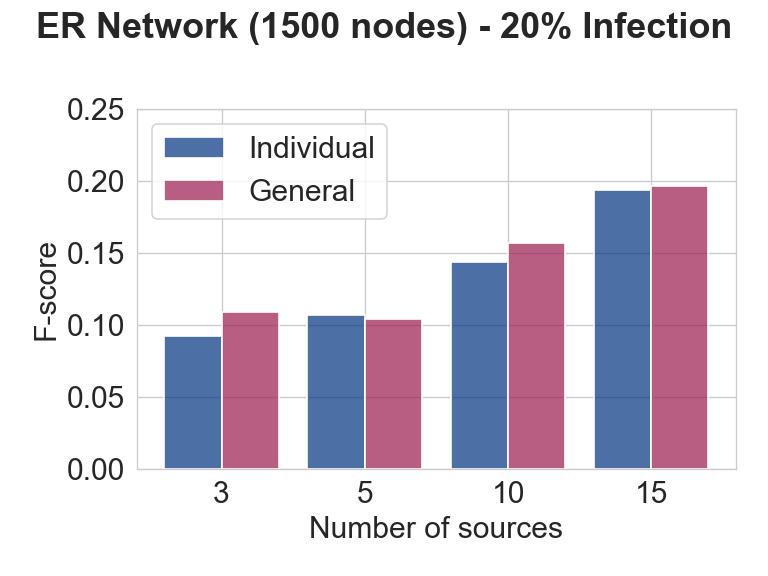 ER Network (1500 nodes) - 20% Infection
0.25
0.20
0.15
0.10
0.05
0.00
F-score
Individual
General
3 5 10 15
Number of sources